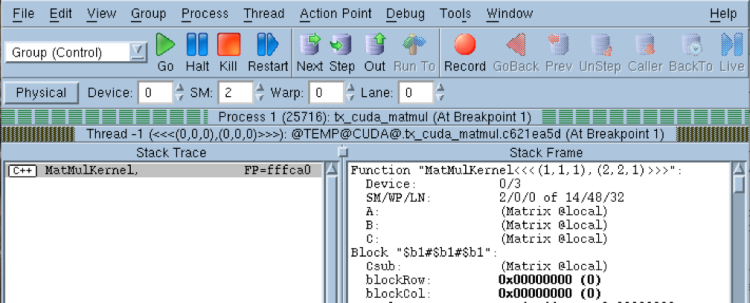 File Edit View Group Process Thread Action Point Debug Tools Window Help
Group (Control) Go Halt Kill Restart Next Step Out Run To Record GoBack Prev UnStep Caller BackTo Live
Physical Device: 0 SM: 2 Warp: 0 Lane: 0
Process 1 (25716): tx_cuda_matmul (At Breakpoint 1)
Thread -1 (<<<(0,0,0),(0,0,0)>>>): @TEMP@CUDA@.tx_cuda_matmul.c621ea5d (At Breakpoint 1)
Stack Trace
C++ MatMulKernel, FP=fffca0
Stack Frame
Function "MatMulKernel<<<(1,1,1),(2,2,1)>>>":
Device: 0/3
SM/WP/LN: 2/0/0 of 14/48/32
A: (Matrix @local)
B: (Matrix @local)
C: (Matrix @local)
Block "$b1#$b1#$b1":
Csub: (Matrix @local)
blockRow: 0x00000000 (0)
blockCol: 0x00000000 (0)